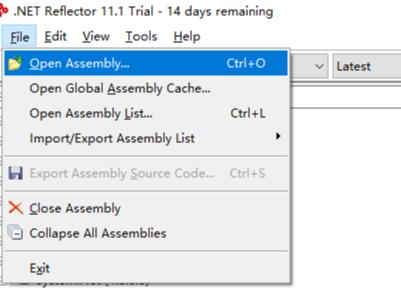 .NET Reflector 11.1 Trial - 14 days remaining
File Edit View Tools Help
Open Assembly... Ctrl+O
Latest
Open Global Assembly Cache...
Open Assembly List... Ctrl+L
Import/Export Assembly List
Export Assembly Source Code... Ctrl+S
Close Assembly
Collapse All Assemblies
Exit